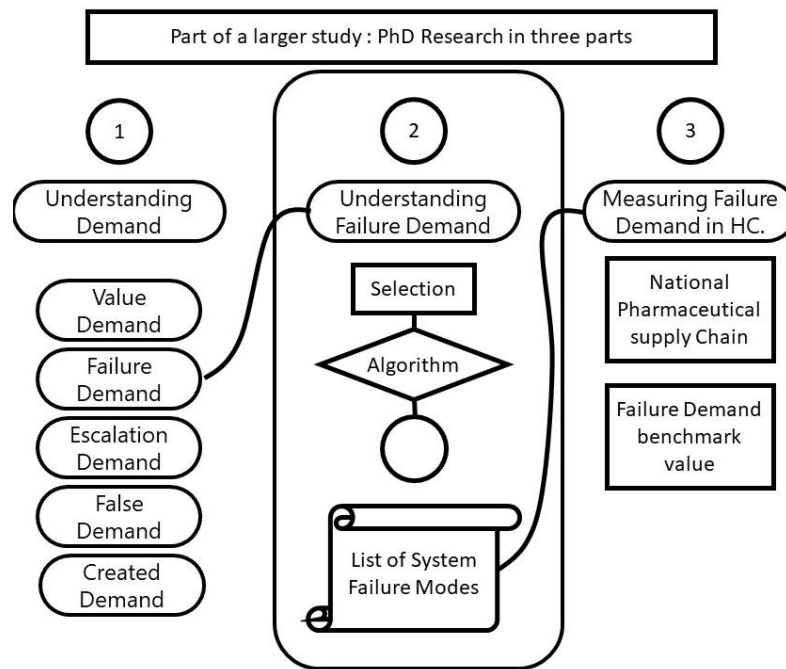 Part of a larger study : PhD Research in three parts
1
Understanding
Demand
Value
Demand
Failure
Demand
Escalation
Demand
False
Demand
Created
Demand
2
Understanding
Failure Demand
Selection
Algorithm
List of System
Failure Modes
3
Measuring Failure
Demand in HC.
National
Pharmaceutical
supply Chain
Failure Demand
benchmark
value